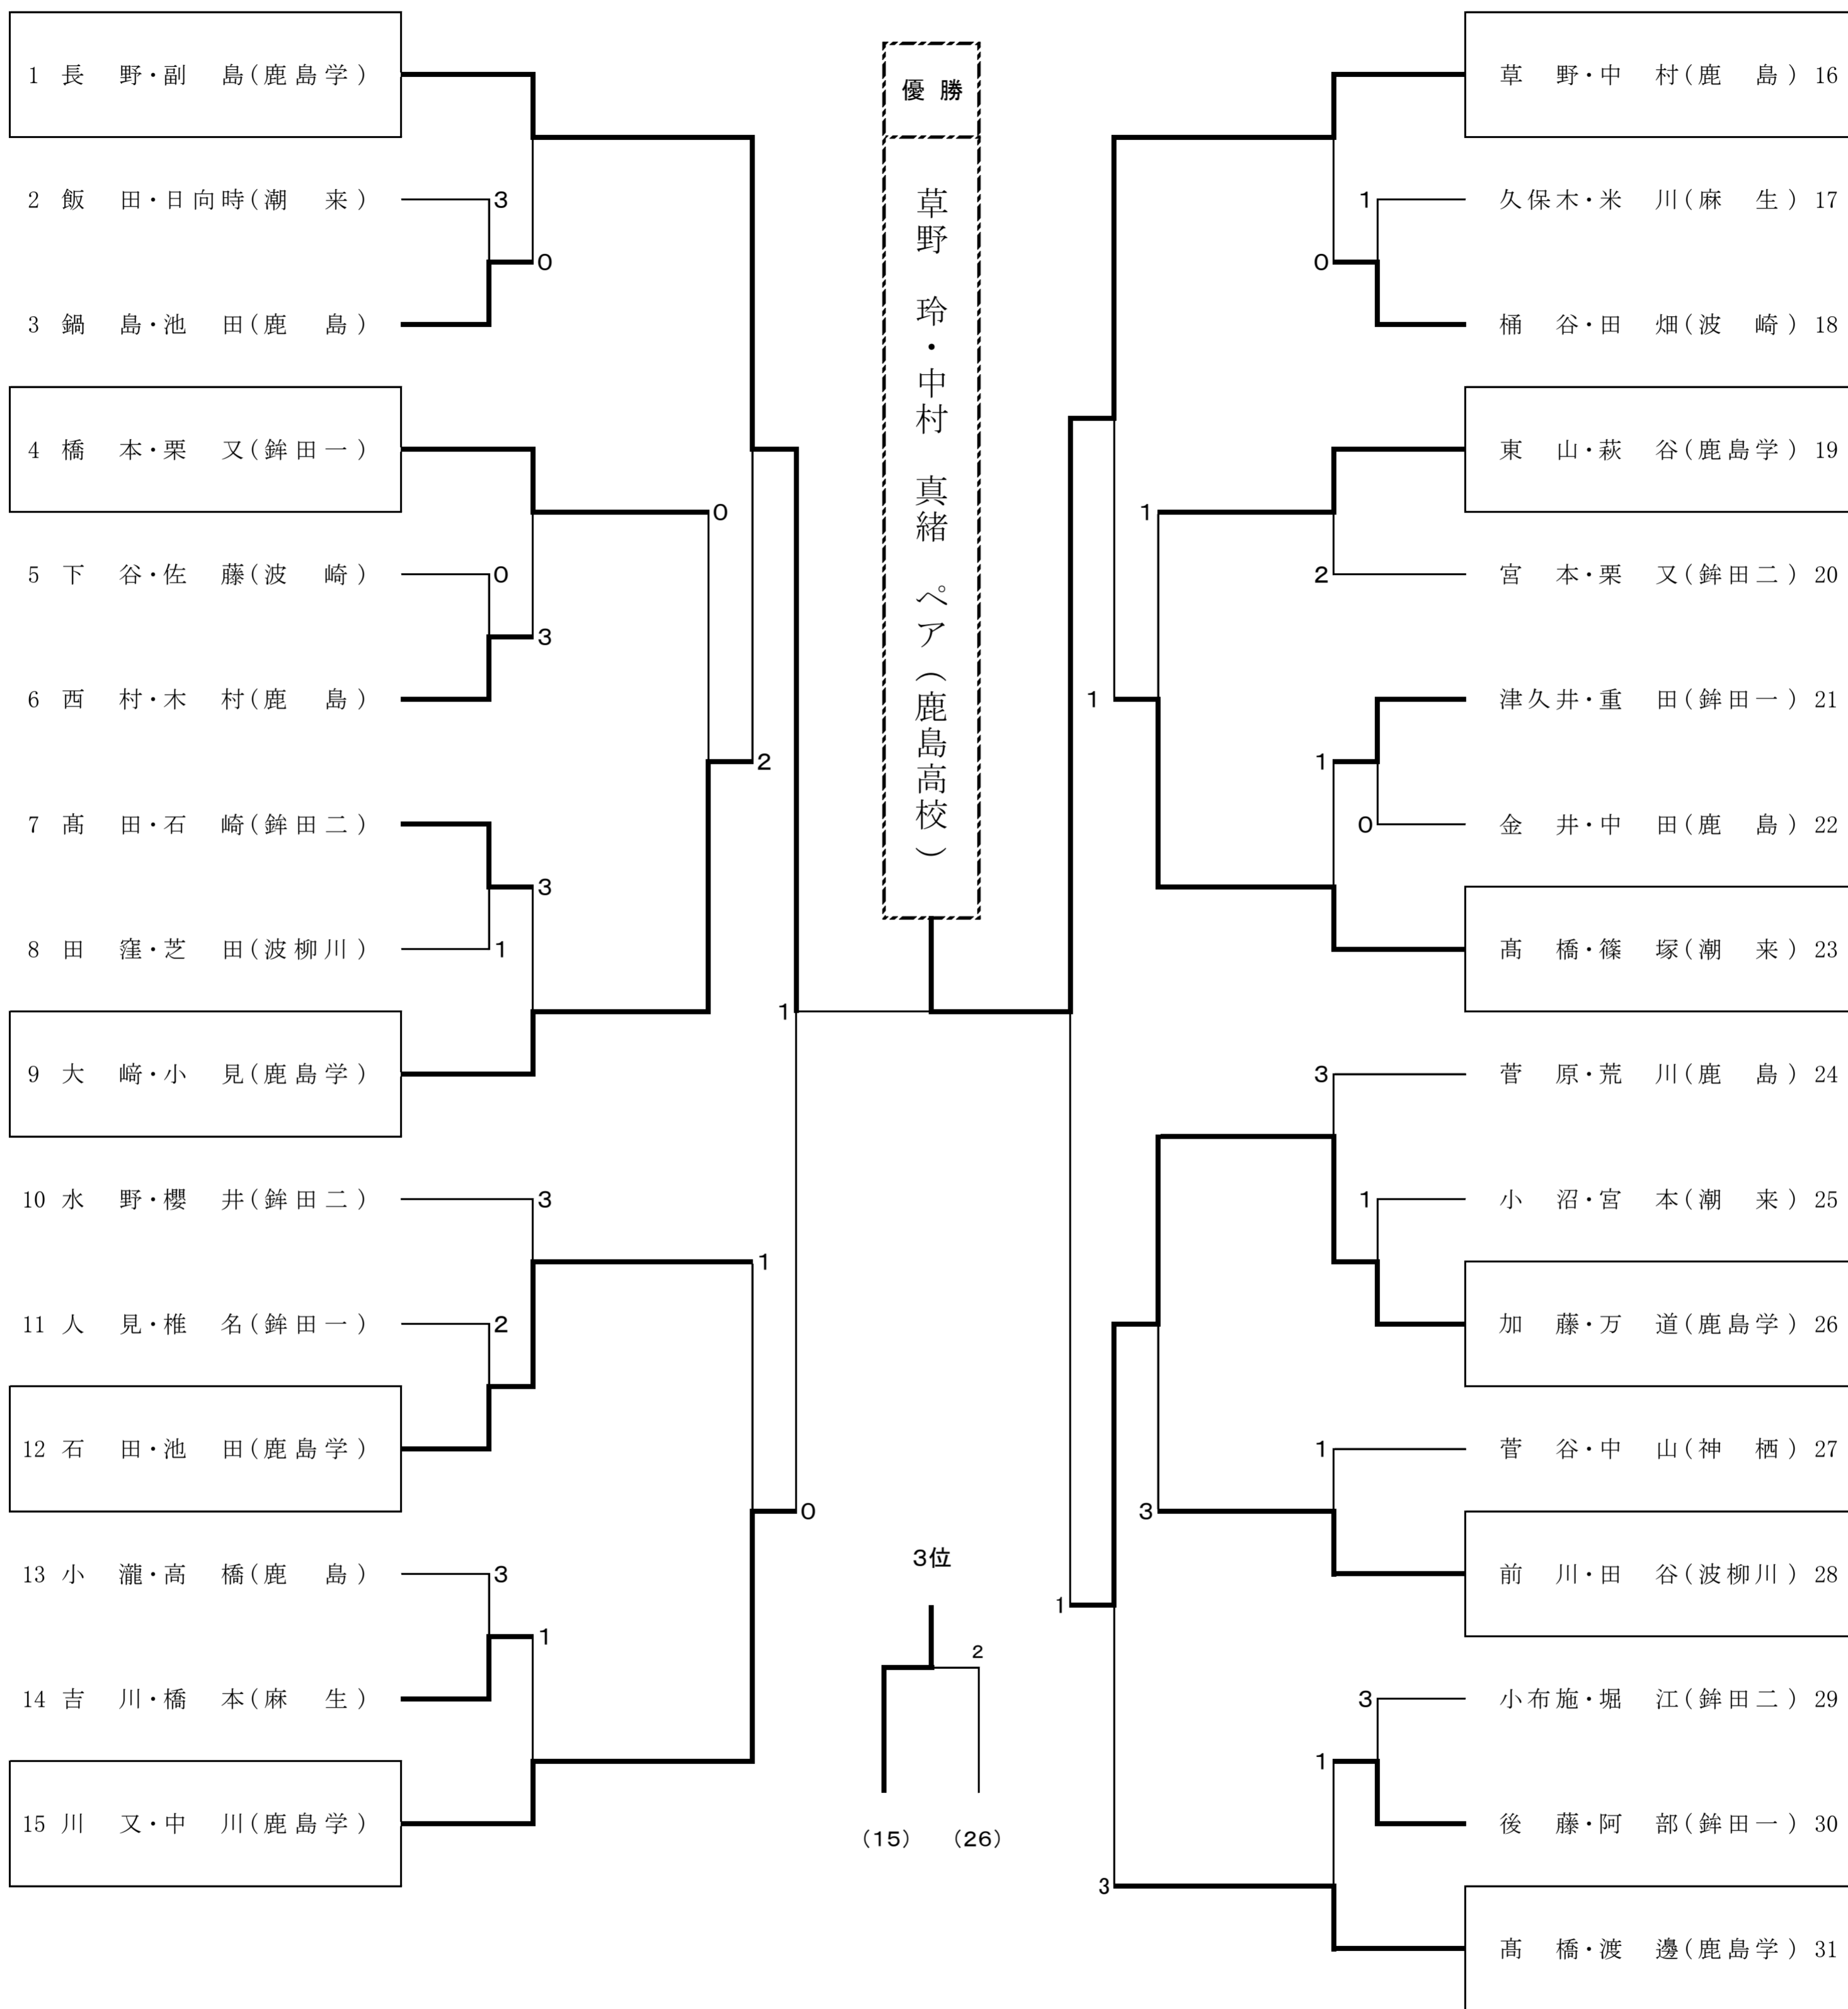 1 長 野・副 島(鹿島学)
2 飯 田・日向時(潮 来)
3
0
3 鍋 島・池 田(鹿 島)
4 橋 本・栗 又(鉾田一)
0
5 下 谷・佐 藤(波 崎)
0
3
6 西 村・木 村(鹿 島)
2
7 髙 田・石 崎(鉾田二)
3
8 田 窪・芝 田(波柳川)
1
1
9 大 﨑・小 見(鹿島学)
10 水 野・櫻 井(鉾田二)
3
1
11 人 見・椎 名(鉾田一)
2
12 石 田・池 田(鹿島学)
0
13 小 瀧・高 橋(鹿 島)
3
1
14 吉 川・橋 本(麻 生)
15 川 又・中 川(鹿島学)
優 勝
草野 玲・中村 真緒 ペア(鹿島高校)
3位
2
(15) (26)
草 野・中 村(鹿 島) 16
1
久保木・米 川(麻 生) 17
0
桶 谷・田 畑(波 崎) 18
東 山・萩 谷(鹿島学) 19
1
2
宮 本・栗 又(鉾田二) 20
1
津久井・重 田(鉾田一) 21
1
0
金 井・中 田(鹿 島) 22
髙 橋・篠 塚(潮 来) 23
3
菅 原・荒 川(鹿 島) 24
1
小 沼・宮 本(潮 来) 25
加 藤・万 道(鹿島学) 26
1
菅 谷・中 山(神 栖) 27
3
前 川・田 谷(波柳川) 28
1
3
小布施・堀 江(鉾田二) 29
1
後 藤・阿 部(鉾田一) 30
3
髙 橋・渡 邊(鹿島学) 31